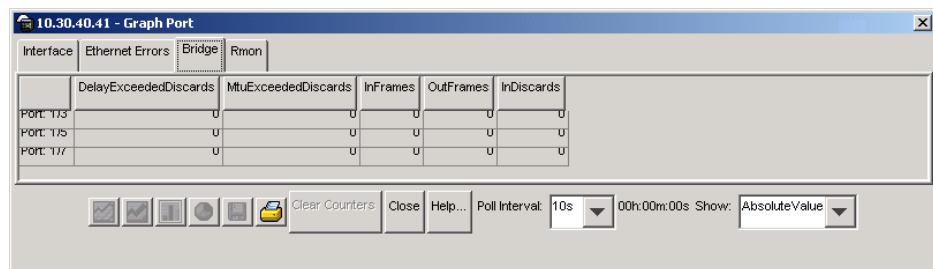 10.30.40.41 - Graph Port
Interface Ethernet Errors Bridge Rmon
DelayExceededDiscards MtuExceededDiscards InFrames OutFrames InDiscards
Port: 1/3 0 0 0 0 0
Port: 1/5 0 0 0 0 0
Port: 1/7 0 0 0 0 0
Clear Counters Close Help... Poll Interval: 10s 00h:00m:00s Show: AbsoluteValue